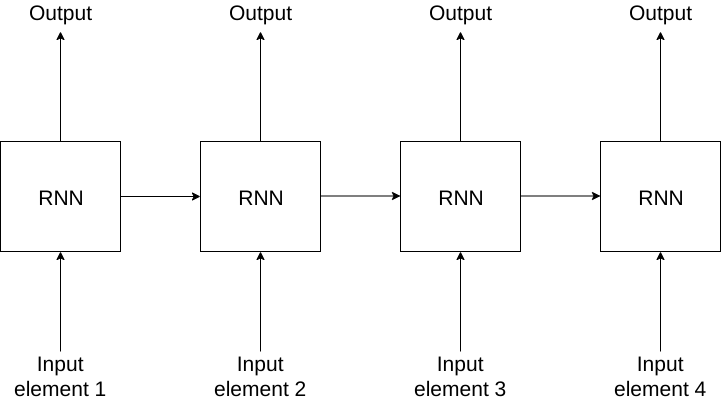 Output
Output
Output
Output
RNN
RNN
RNN
RNN
Input
element 1
Input
element 2
Input
element 3
Input
element 4